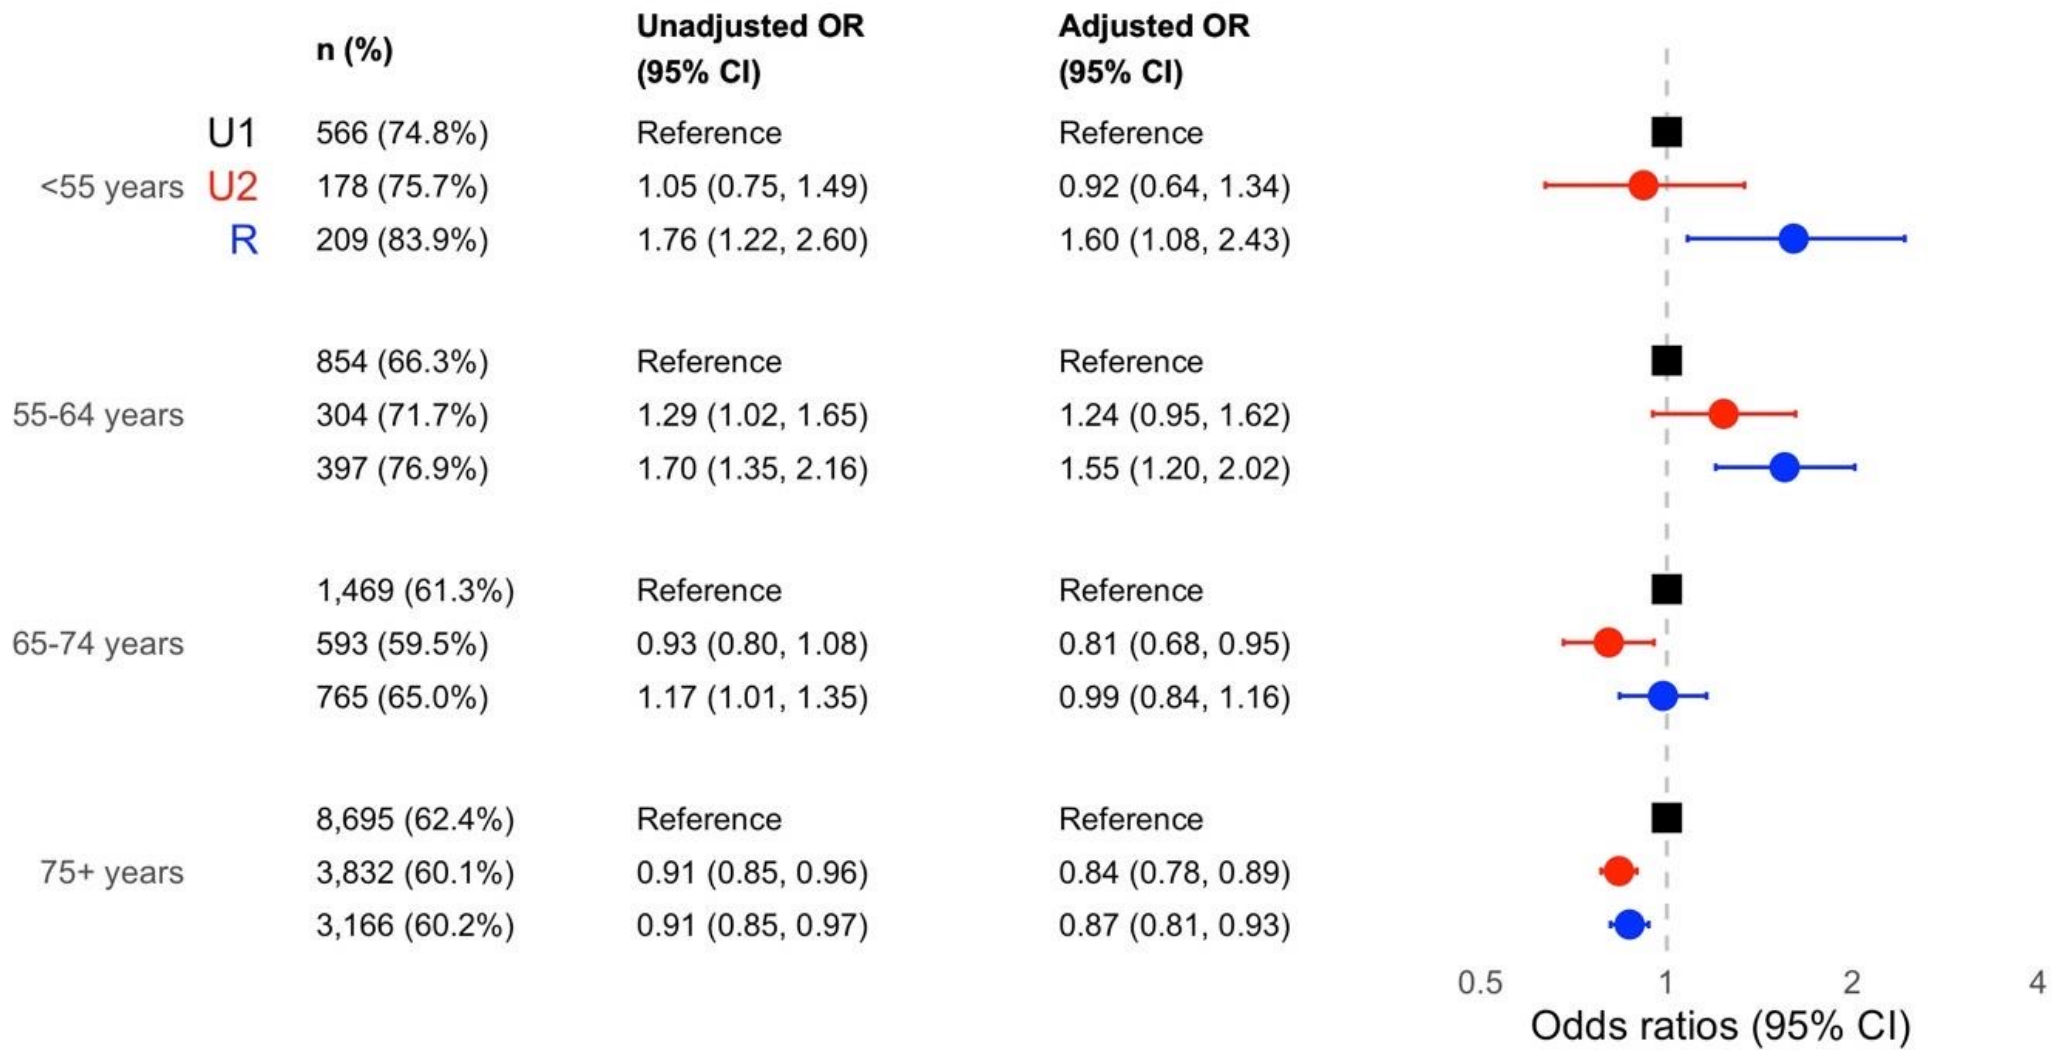 n (%) Unadjusted OR (95% CI) Adjusted OR (95% CI)
U1 566 (74.8%) Reference Reference
<55 years U2 178 (75.7%) 1.05 (0.75, 1.49) 0.92 (0.64, 1.34)
R 209 (83.9%) 1.76 (1.22, 2.60) 1.60 (1.08, 2.43)
854 (66.3%) Reference Reference
55-64 years 304 (71.7%) 1.29 (1.02, 1.65) 1.24 (0.95, 1.62)
397 (76.9%) 1.70 (1.35, 2.16) 1.55 (1.20, 2.02)
1,469 (61.3%) Reference Reference
65-74 years 593 (59.5%) 0.93 (0.80, 1.08) 0.81 (0.68, 0.95)
765 (65.0%) 1.17 (1.01, 1.35) 0.99 (0.84, 1.16)
8,695 (62.4%) Reference Reference
75+ years 3,832 (60.1%) 0.91 (0.85, 0.96) 0.84 (0.78, 0.89)
3,166 (60.2%) 0.91 (0.85, 0.97) 0.87 (0.81, 0.93)
0.5 1 2 4
Odds ratios (95% CI)